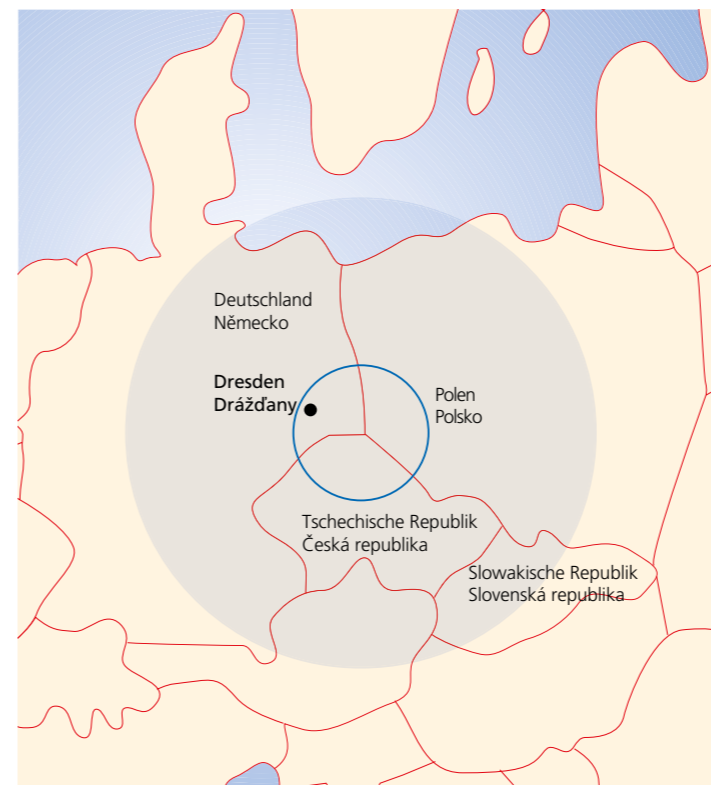 Deutschland
Německo
Dresden
Drážďany
Polen
Polsko
Tschechische Republik
Česká republika
Slowakische Republik
Slovenská republika